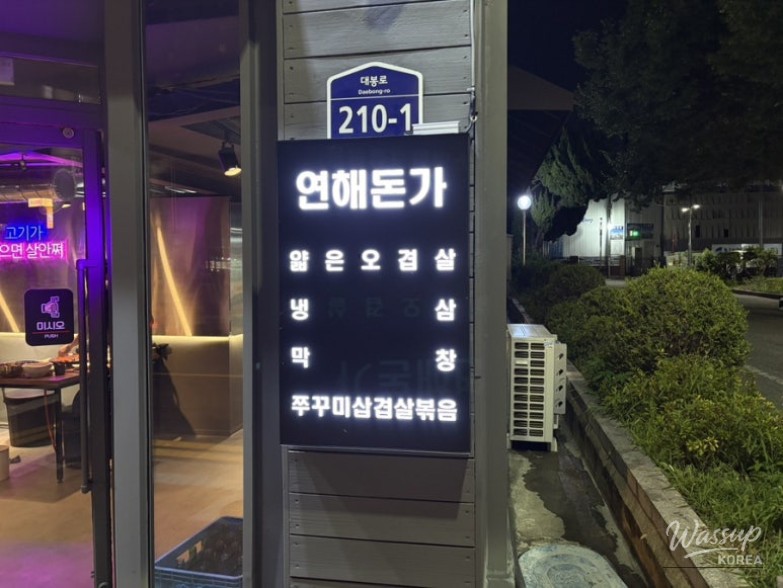 대봉로
Daebong-ro
210-1
연해돈가
얇은오겹살
냉삼
막창
쭈꾸미삼겹살볶음
고기가
으면 살안쪄
미시오
PUSH
Wassup
KOREA